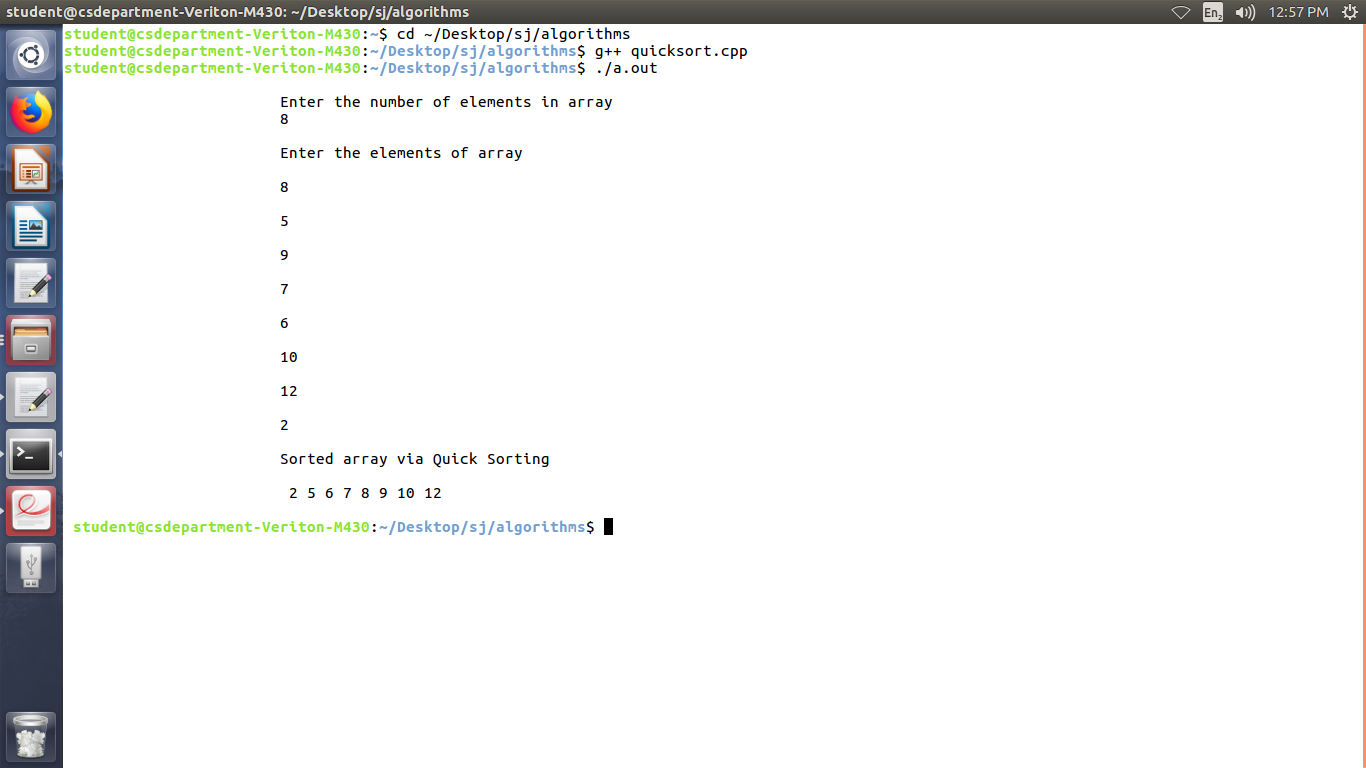 student@csdepartment-Veriton-M430: ~/Desktop/sj/algorithms
En2
12:57 PM
student@csdepartment-Veriton-M430:~$ cd ~/Desktop/sj/algorithms
student@csdepartment-Veriton-M430:~/Desktop/sj/algorithms$ g++ quicksort.cpp
student@csdepartment-Veriton-M430:~/Desktop/sj/algorithms$ ./a.out
Enter the number of elements in array
8
Enter the elements of array
8
5
9
7
6
10
12
2
Sorted array via Quick Sorting
2 5 6 7 8 9 10 12
student@csdepartment-Veriton-M430:~/Desktop/sj/algorithms$